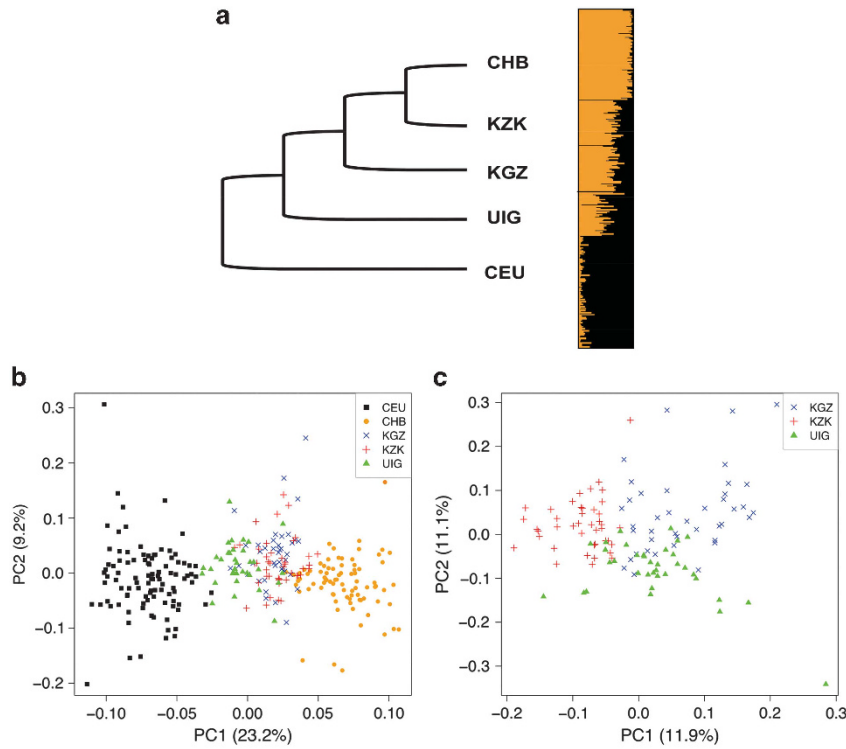 a
CHB
KZK
KGZ
UIG
CEU
b
0.3
0.2
0.1
0.0
−0.1
−0.2
PC2 (9.2%)
CEU
CHB
KGZ
KZK
UIG
−0.10 −0.05 0.00 0.05 0.10
PC1 (23.2%)
c
0.3
0.2
0.1
0.0
−0.1
−0.2
−0.3
PC2 (11.1%)
KGZ
KZK
UIG
−0.2 −0.1 0.0 0.1 0.2 0.3
PC1 (11.9%)